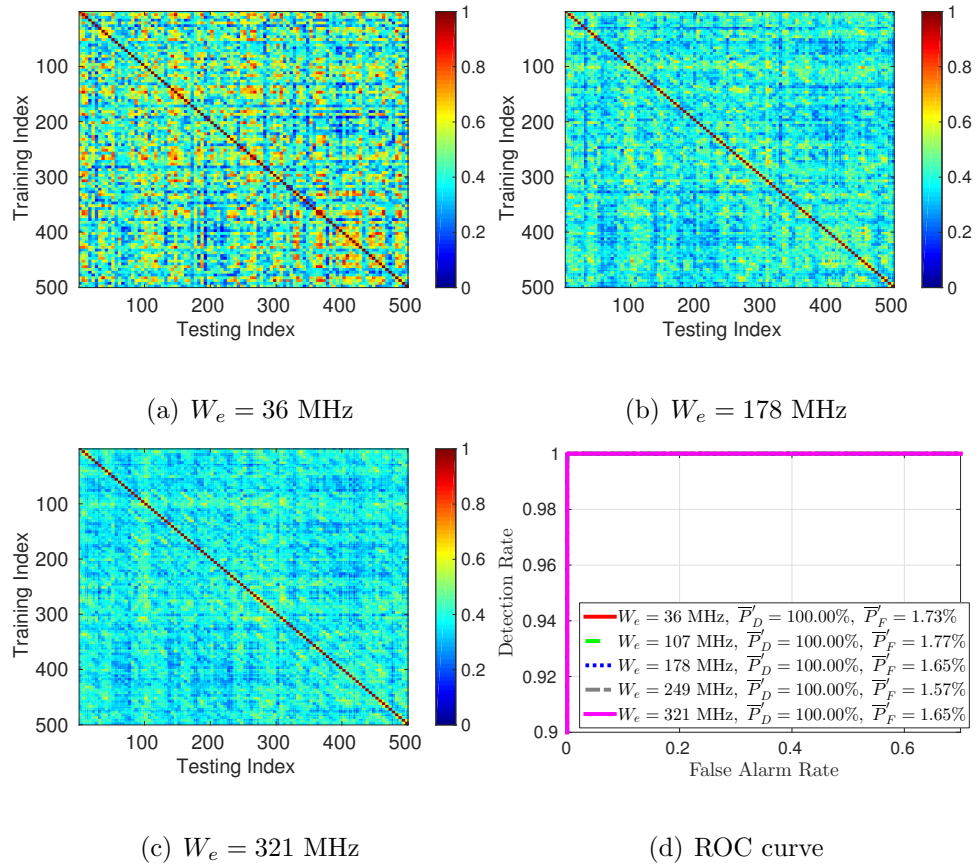 1
0.8
0.6
0.4
0.2
0
100
200
300
400
500
100 200 300 400 500
Training Index
Testing Index
(a) W_e = 36 MHz
1
0.8
0.6
0.4
0.2
0
100
200
300
400
500
100 200 300 400 500
Training Index
Testing Index
(b) W_e = 178 MHz
1
0.8
0.6
0.4
0.2
0
100
200
300
400
500
100 200 300 400 500
Training Index
Testing Index
(c) W_e = 321 MHz
1
0.98
0.96
0.94
0.92
0.9
0 0.2 0.4 0.6
Detection Rate
False Alarm Rate
W_e = 36 MHz, P̅'_D = 100.00%, P̅'_F = 1.73%
W_e = 107 MHz, P̅'_D = 100.00%, P̅'_F = 1.77%
W_e = 178 MHz, P̅'_D = 100.00%, P̅'_F = 1.65%
W_e = 249 MHz, P̅'_D = 100.00%, P̅'_F = 1.57%
W_e = 321 MHz, P̅'_D = 100.00%, P̅'_F = 1.65%
(d) ROC curve